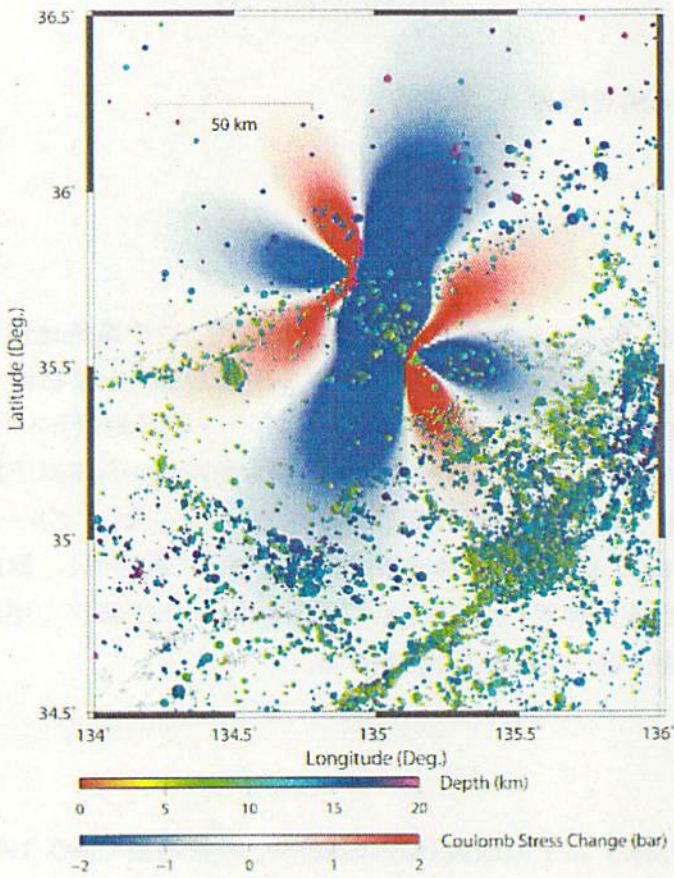 36.5°
50 km
36°
Latitude (Deg.)
35.5°
35°
34.5°
134° 134.5° 135° 135.5° 136°
Longitude (Deg.)
Depth (km)
0 5 10 15 20
Coulomb Stress Change (bar)
-2 -1 0 1 2